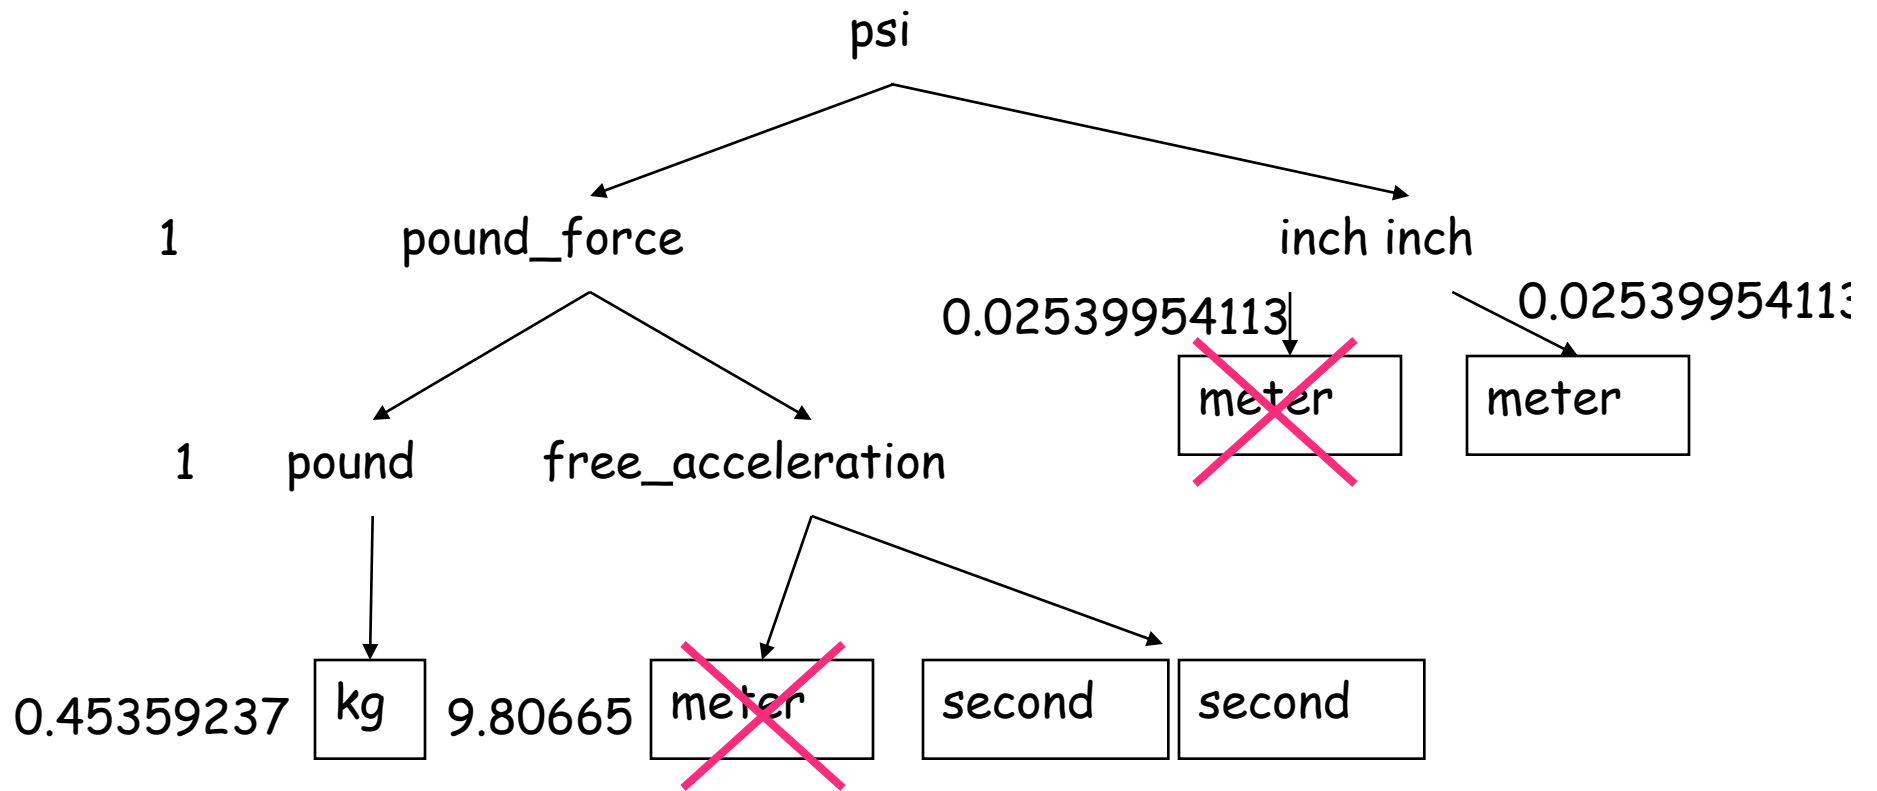 psi
1 pound_force inch inch
0.02539954113 0.02539954113
meter meter
1 pound free_acceleration
0.45359237 kg 9.80665 meter second second